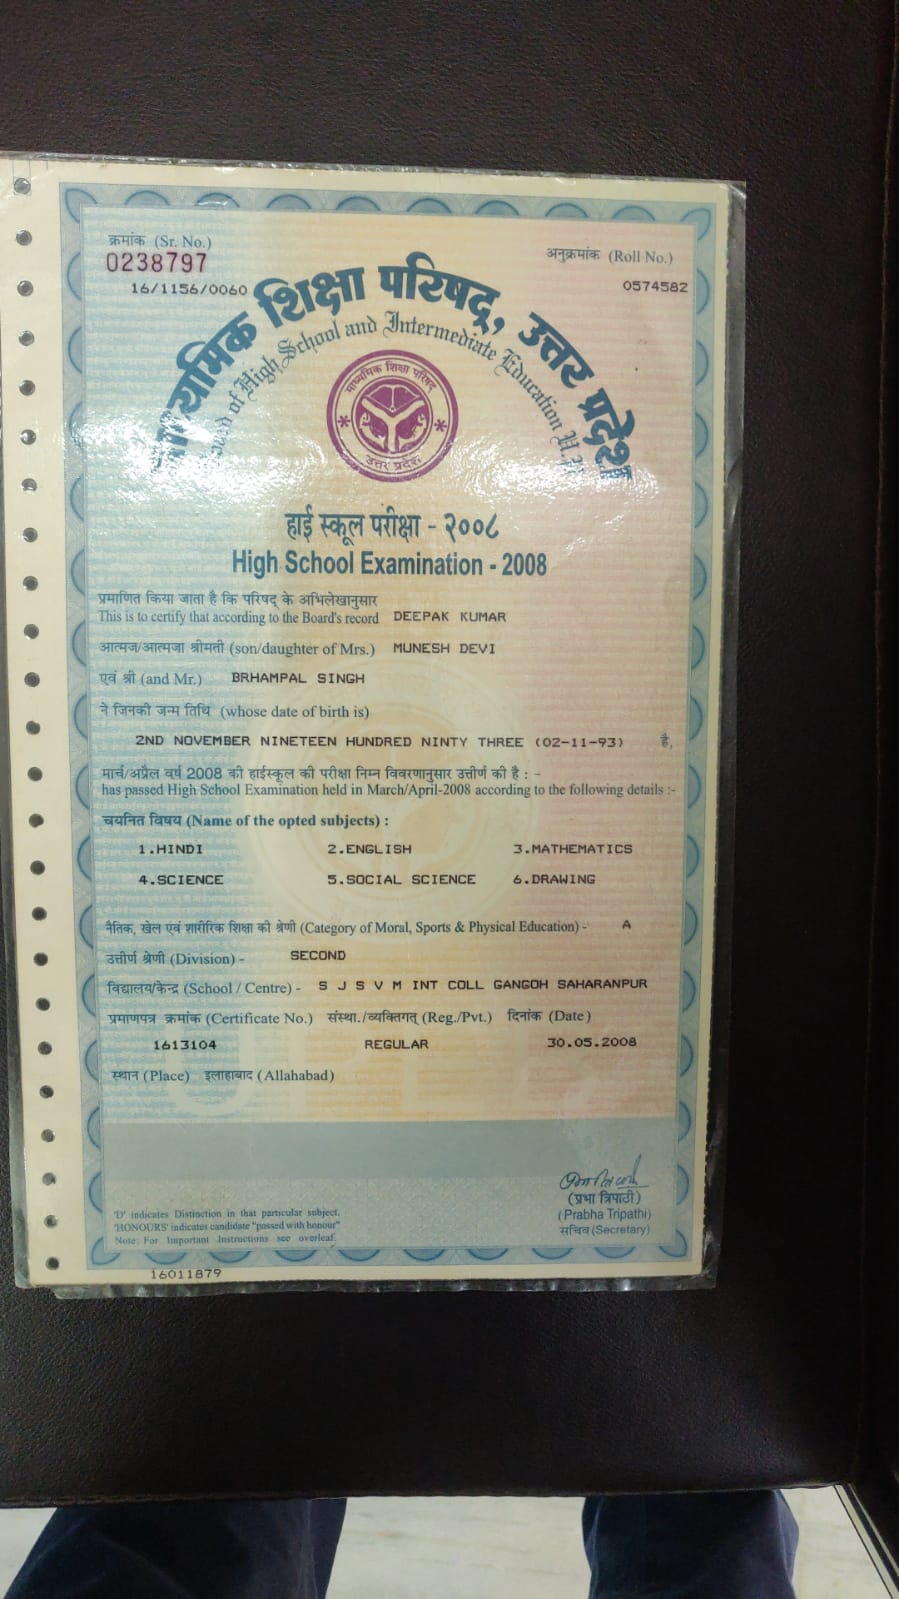 क्रमांक (Sr. No.)
0238797
16/1156/0060
अनुक्रमांक (Roll No.)
0574582
माध्यमिक शिक्षा परिषद्, उत्तर प्रदेश
Board of High School and Intermediate Education U.P.
माध्यमिक शिक्षा परिषद्
उत्तर प्रदेश
हाई स्कूल परीक्षा - २००८
High School Examination - 2008
प्रमाणित किया जाता है कि परिषद् के अभिलेखानुसार
This is to certify that according to the Board's record DEEPAK KUMAR
आत्मज/आत्मजा श्रीमती (son/daughter of Mrs.) MUNESH DEVI
एवं श्री (and Mr.) BRHAMPAL SINGH
ने जिनकी जन्म तिथि (whose date of birth is)
2ND NOVEMBER NINETEEN HUNDRED NINTY THREE (02-11-93) है,
मार्च/अप्रैल वर्ष 2008 की हाईस्कूल की परीक्षा निम्न विवरणानुसार उत्तीर्ण की है : -
has passed High School Examination held in March/April-2008 according to the following details :-
चयनित विषय (Name of the opted subjects) :
1.HINDI 2.ENGLISH 3.MATHEMATICS
4.SCIENCE 5.SOCIAL SCIENCE 6.DRAWING
नैतिक, खेल एवं शारीरिक शिक्षा की श्रेणी (Category of Moral, Sports & Physical Education) - A
उत्तीर्ण श्रेणी (Division) - SECOND
विद्यालय/केन्द्र (School / Centre) - S J S V M INT COLL GANGOH SAHARANPUR
प्रमाणपत्र क्रमांक (Certificate No.) संस्था./व्यक्तिगत् (Reg./Pvt.) दिनांक (Date)
1613104 REGULAR 30.05.2008
स्थान (Place) इलाहाबाद (Allahabad)
(प्रभा त्रिपाठी)
(Prabha Tripathi)
सचिव (Secretary)
'D' indicates Distinction in that particular subject.
'HONOURS' indicates candidate "passed with honour"
Note: For Important Instructions see overleaf.
16011879